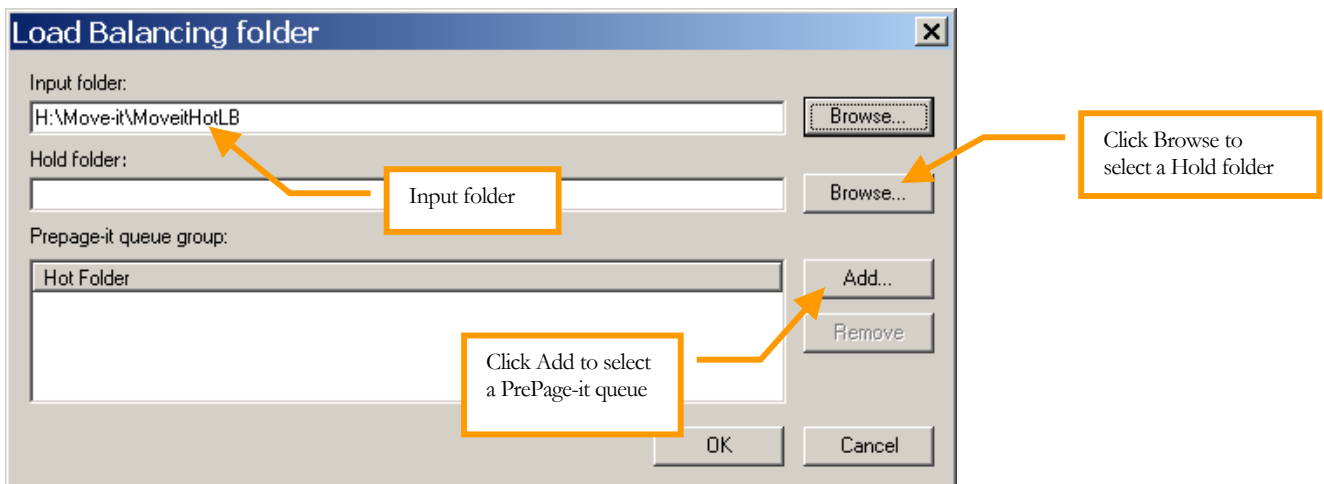 Load Balancing folder
Input folder:
H:\Move-it\MoveitHotLB
Browse...
Click Browse to
select a Hold folder
Hold folder:
Input folder
Browse...
Prepage-it queue group:
Hot Folder
Add...
Remove
Click Add to select
a PrePage-it queue
OK
Cancel